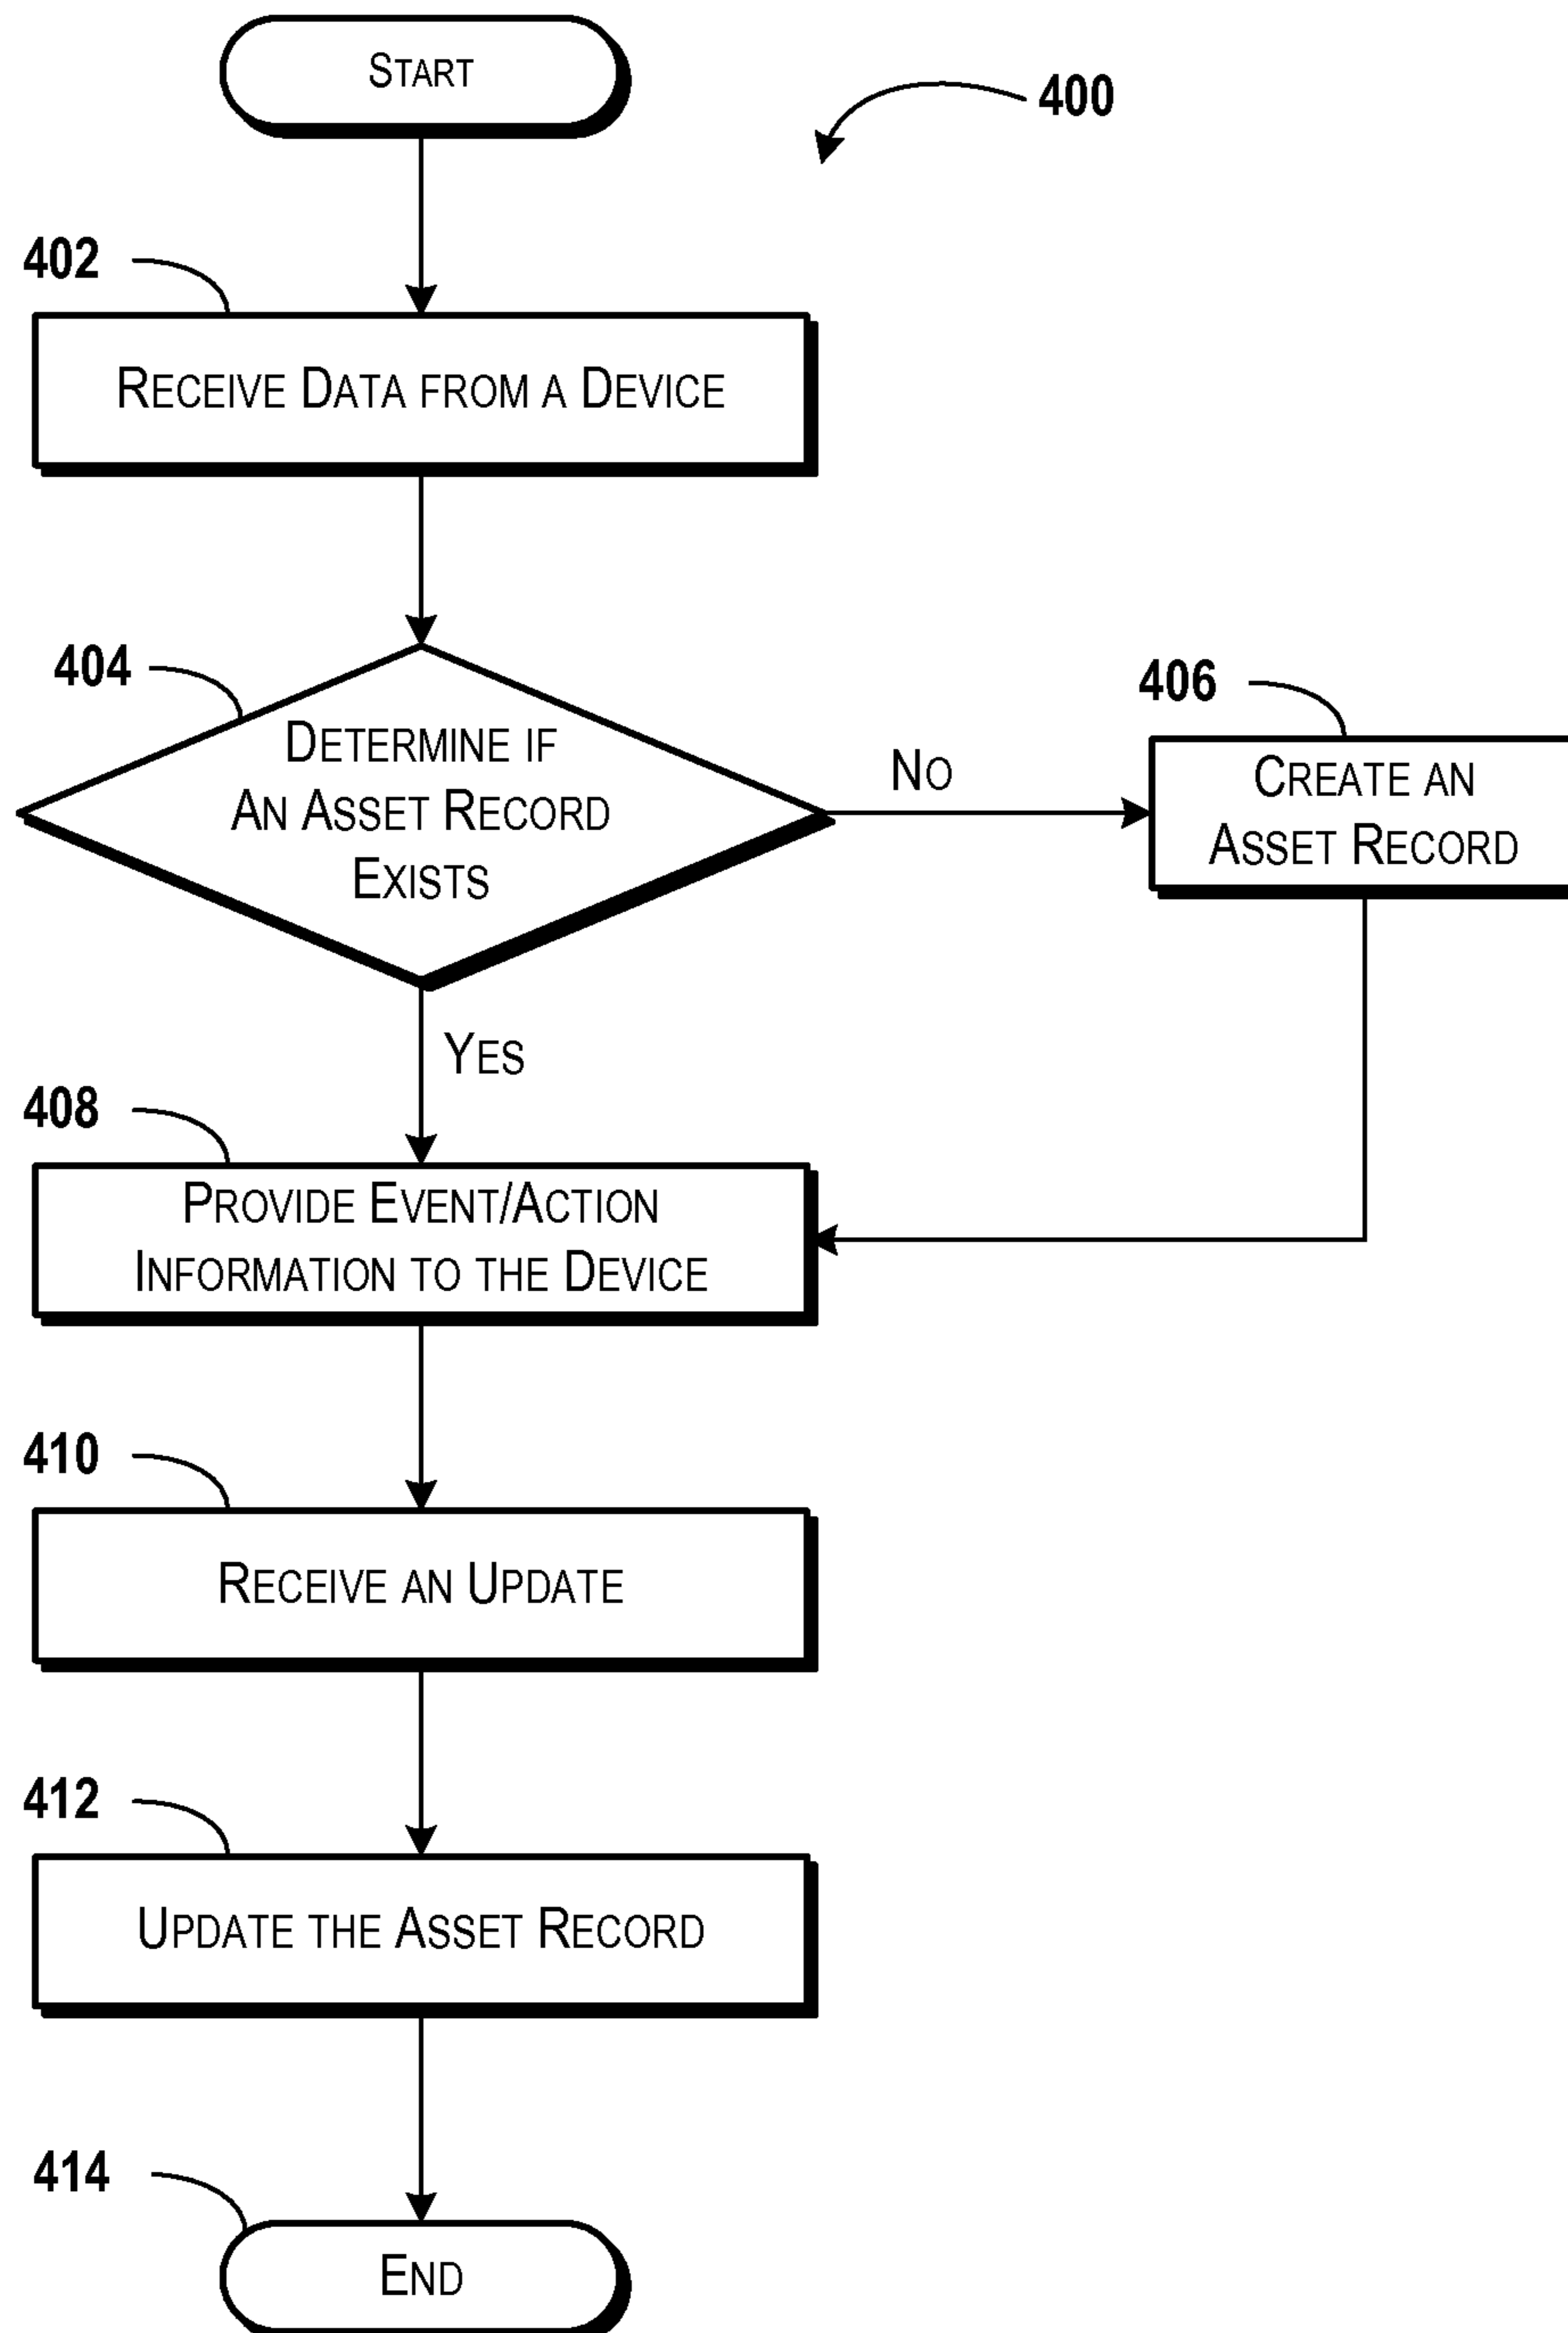 START
400
402
RECEIVE DATA FROM A DEVICE
404
DETERMINE IF
AN ASSET RECORD
EXISTS
NO
406
CREATE AN
ASSET RECORD
YES
408
PROVIDE EVENT/ACTION
INFORMATION TO THE DEVICE
410
RECEIVE AN UPDATE
412
UPDATE THE ASSET RECORD
414
END